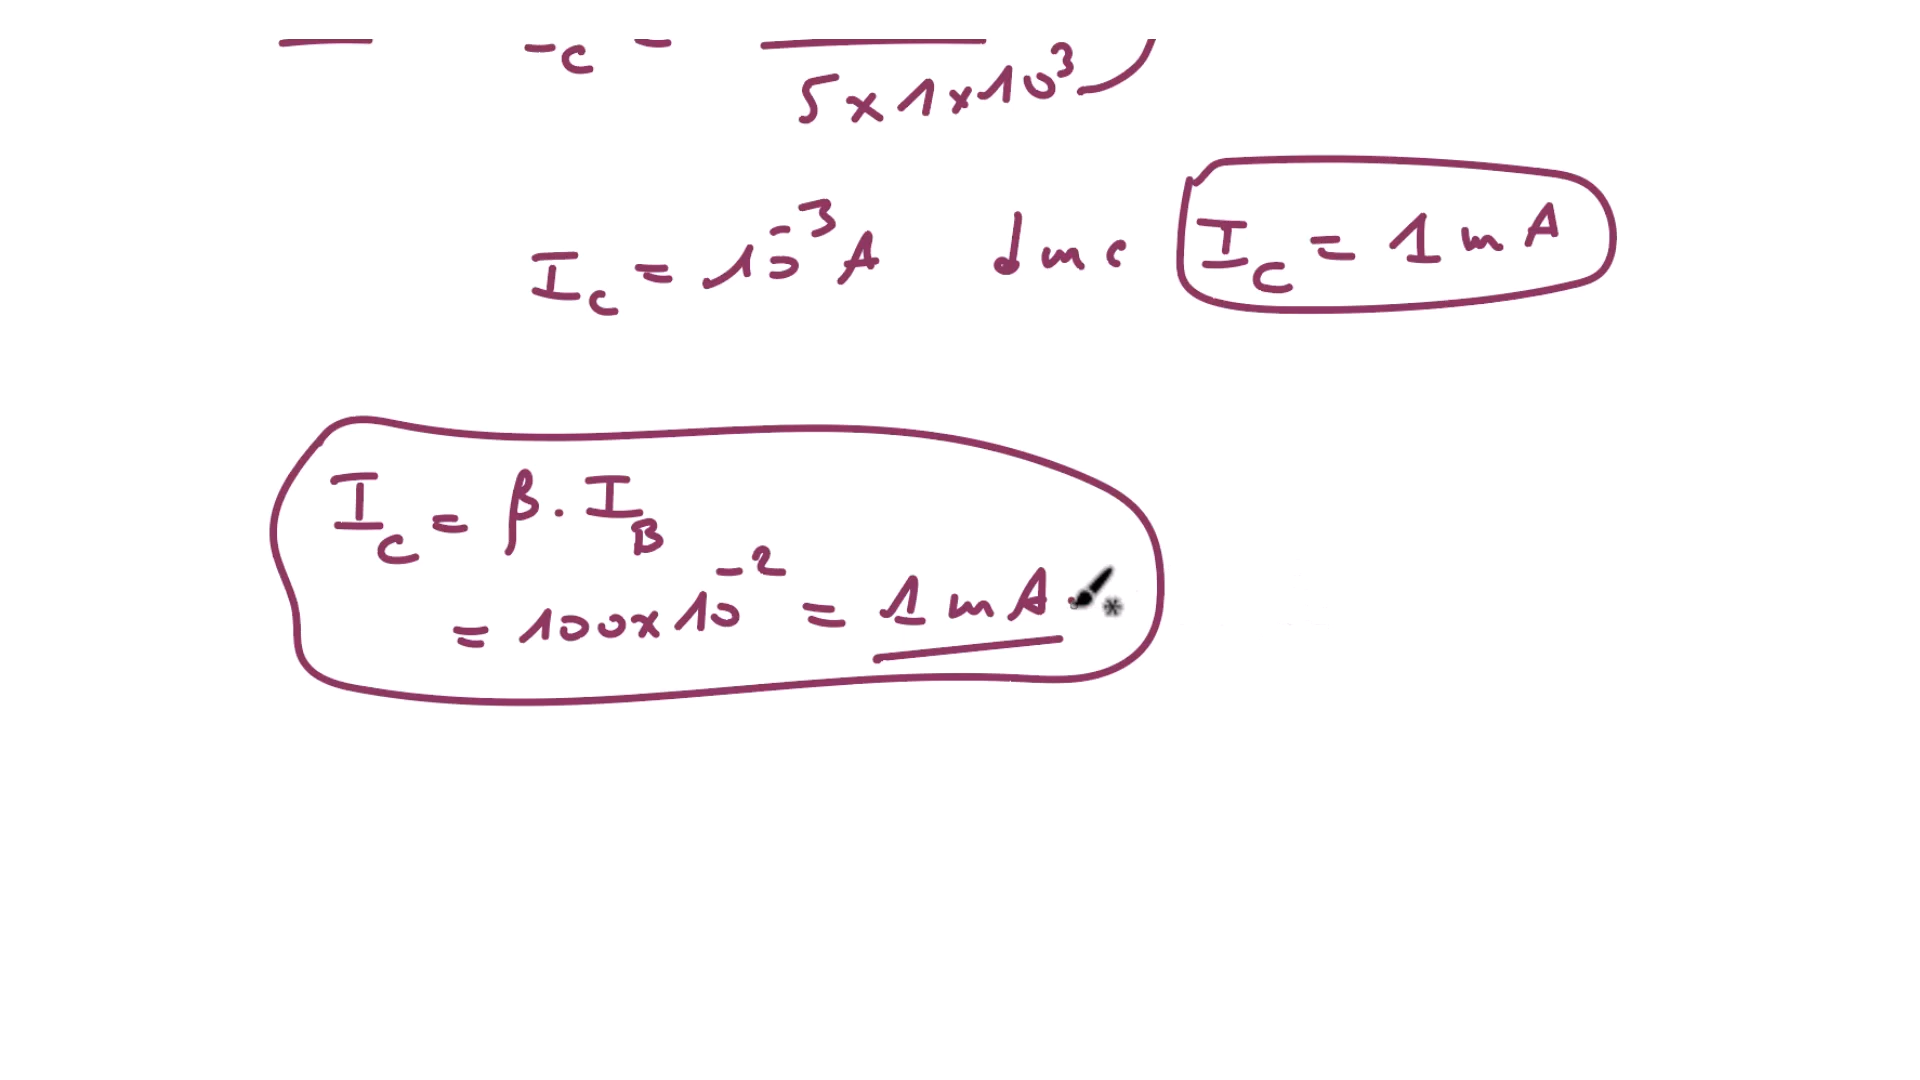 C =
5 x 1 x 10³
I_C = 10⁻³ A donc I_C = 1 mA
I_C = β . I_B
= 100 x 10⁻² = 1 mA